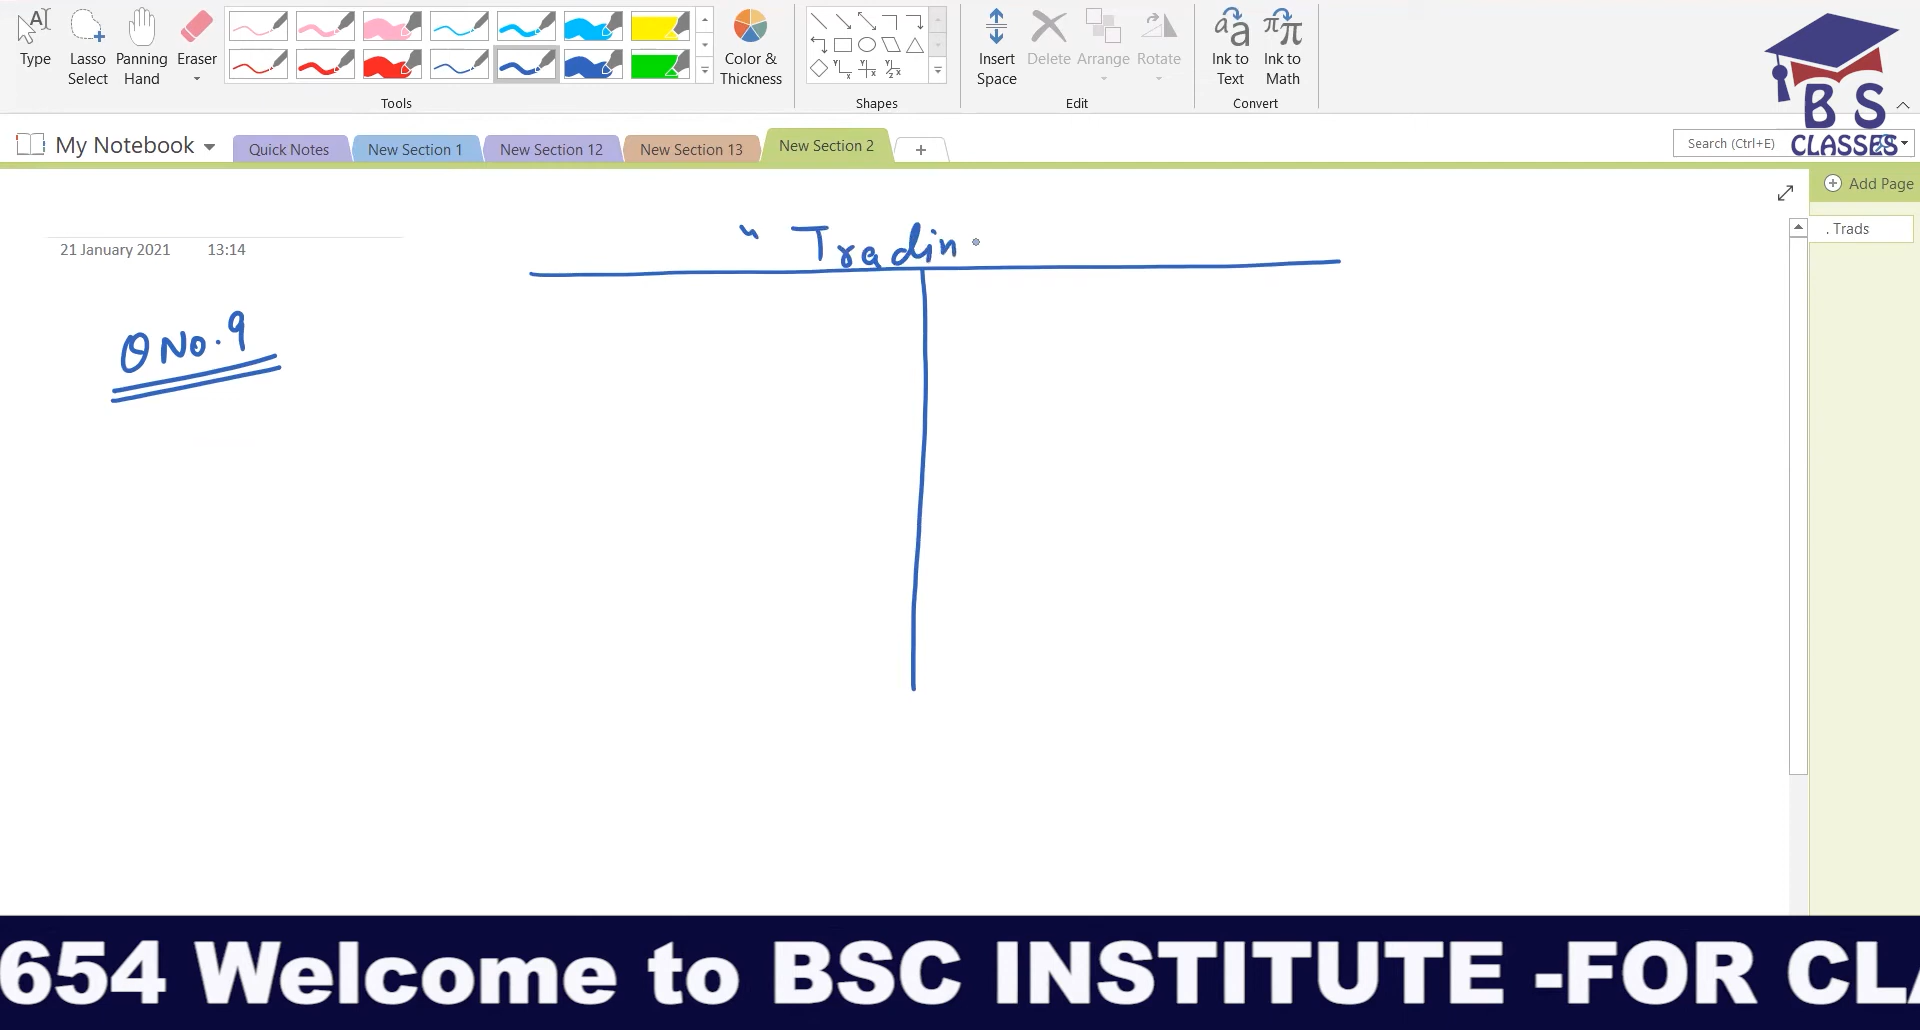 Type
Lasso Select
Panning Hand
Eraser
Color & Thickness
Insert Space
Delete
Arrange
Rotate
Ink to Text
Ink to Math
Tools
Shapes
Edit
Convert
B S
CLASSES
My Notebook
Quick Notes
New Section 1
New Section 12
New Section 13
New Section 2
Search (Ctrl+E)
Add Page
. Trads
21 January 2021 13:14
" Tradin
Q No. 9
654 Welcome to BSC INSTITUTE -FOR CLA